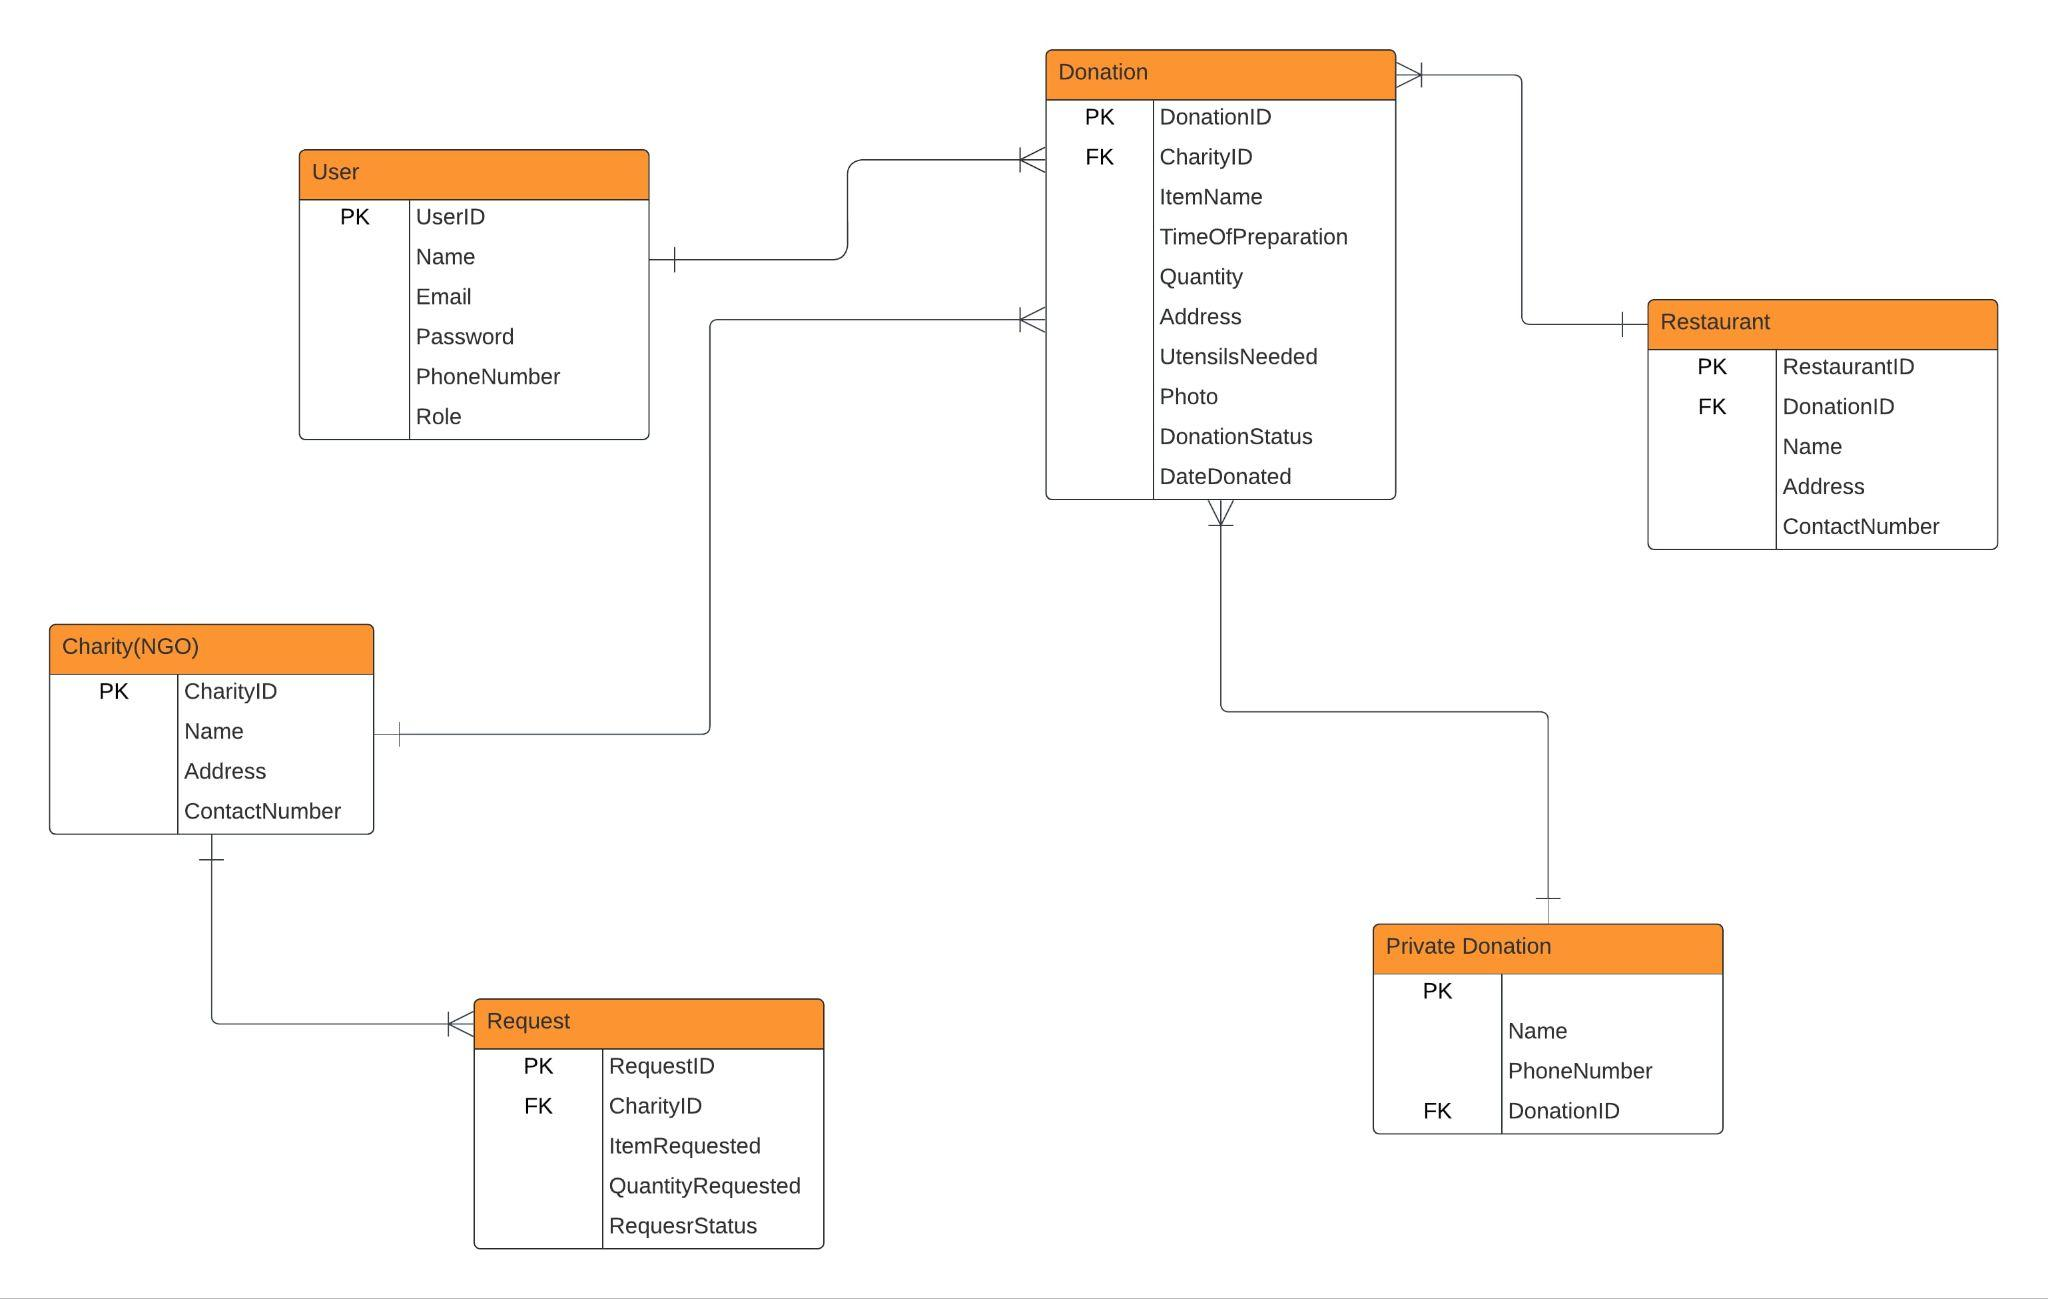 Donation
PK DonationID
FK CharityID
ItemName
TimeOfPreparation
Quantity
Address
UtensilsNeeded
Photo
DonationStatus
DateDonated
User
PK UserID
Name
Email
Password
PhoneNumber
Role
Restaurant
PK RestaurantID
FK DonationID
Name
Address
ContactNumber
Charity(NGO)
PK CharityID
Name
Address
ContactNumber
Private Donation
PK
Name
PhoneNumber
FK DonationID
Request
PK RequestID
FK CharityID
ItemRequested
QuantityRequested
RequesrStatus